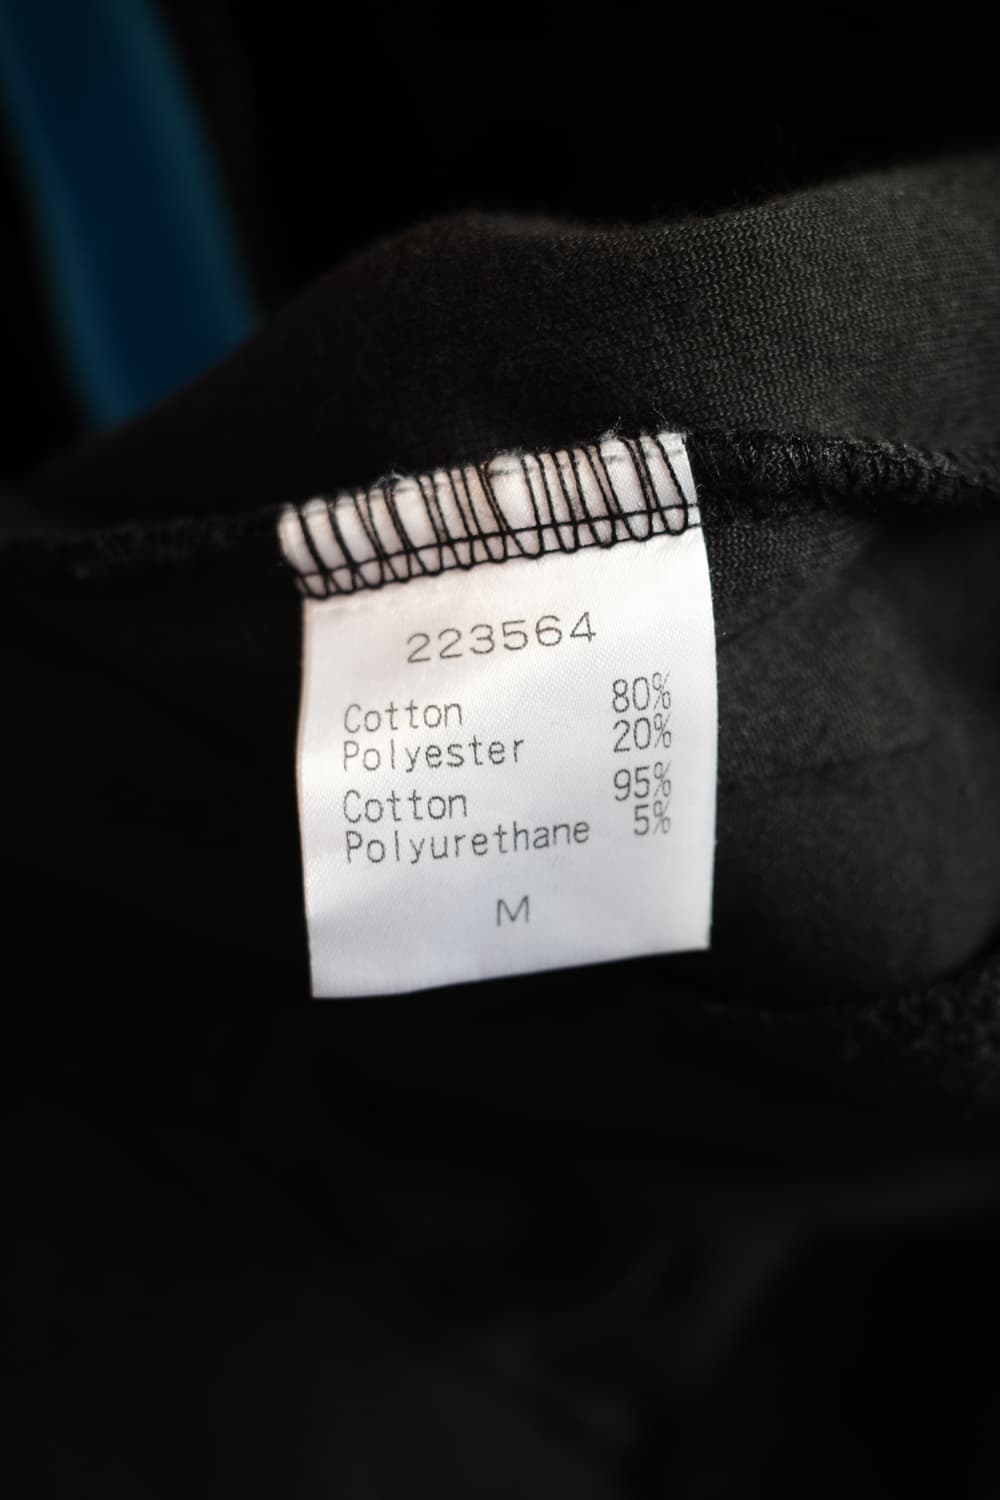 223564
Cotton 80%
Polyester 20%
Cotton 95%
Polyurethane 5%
M